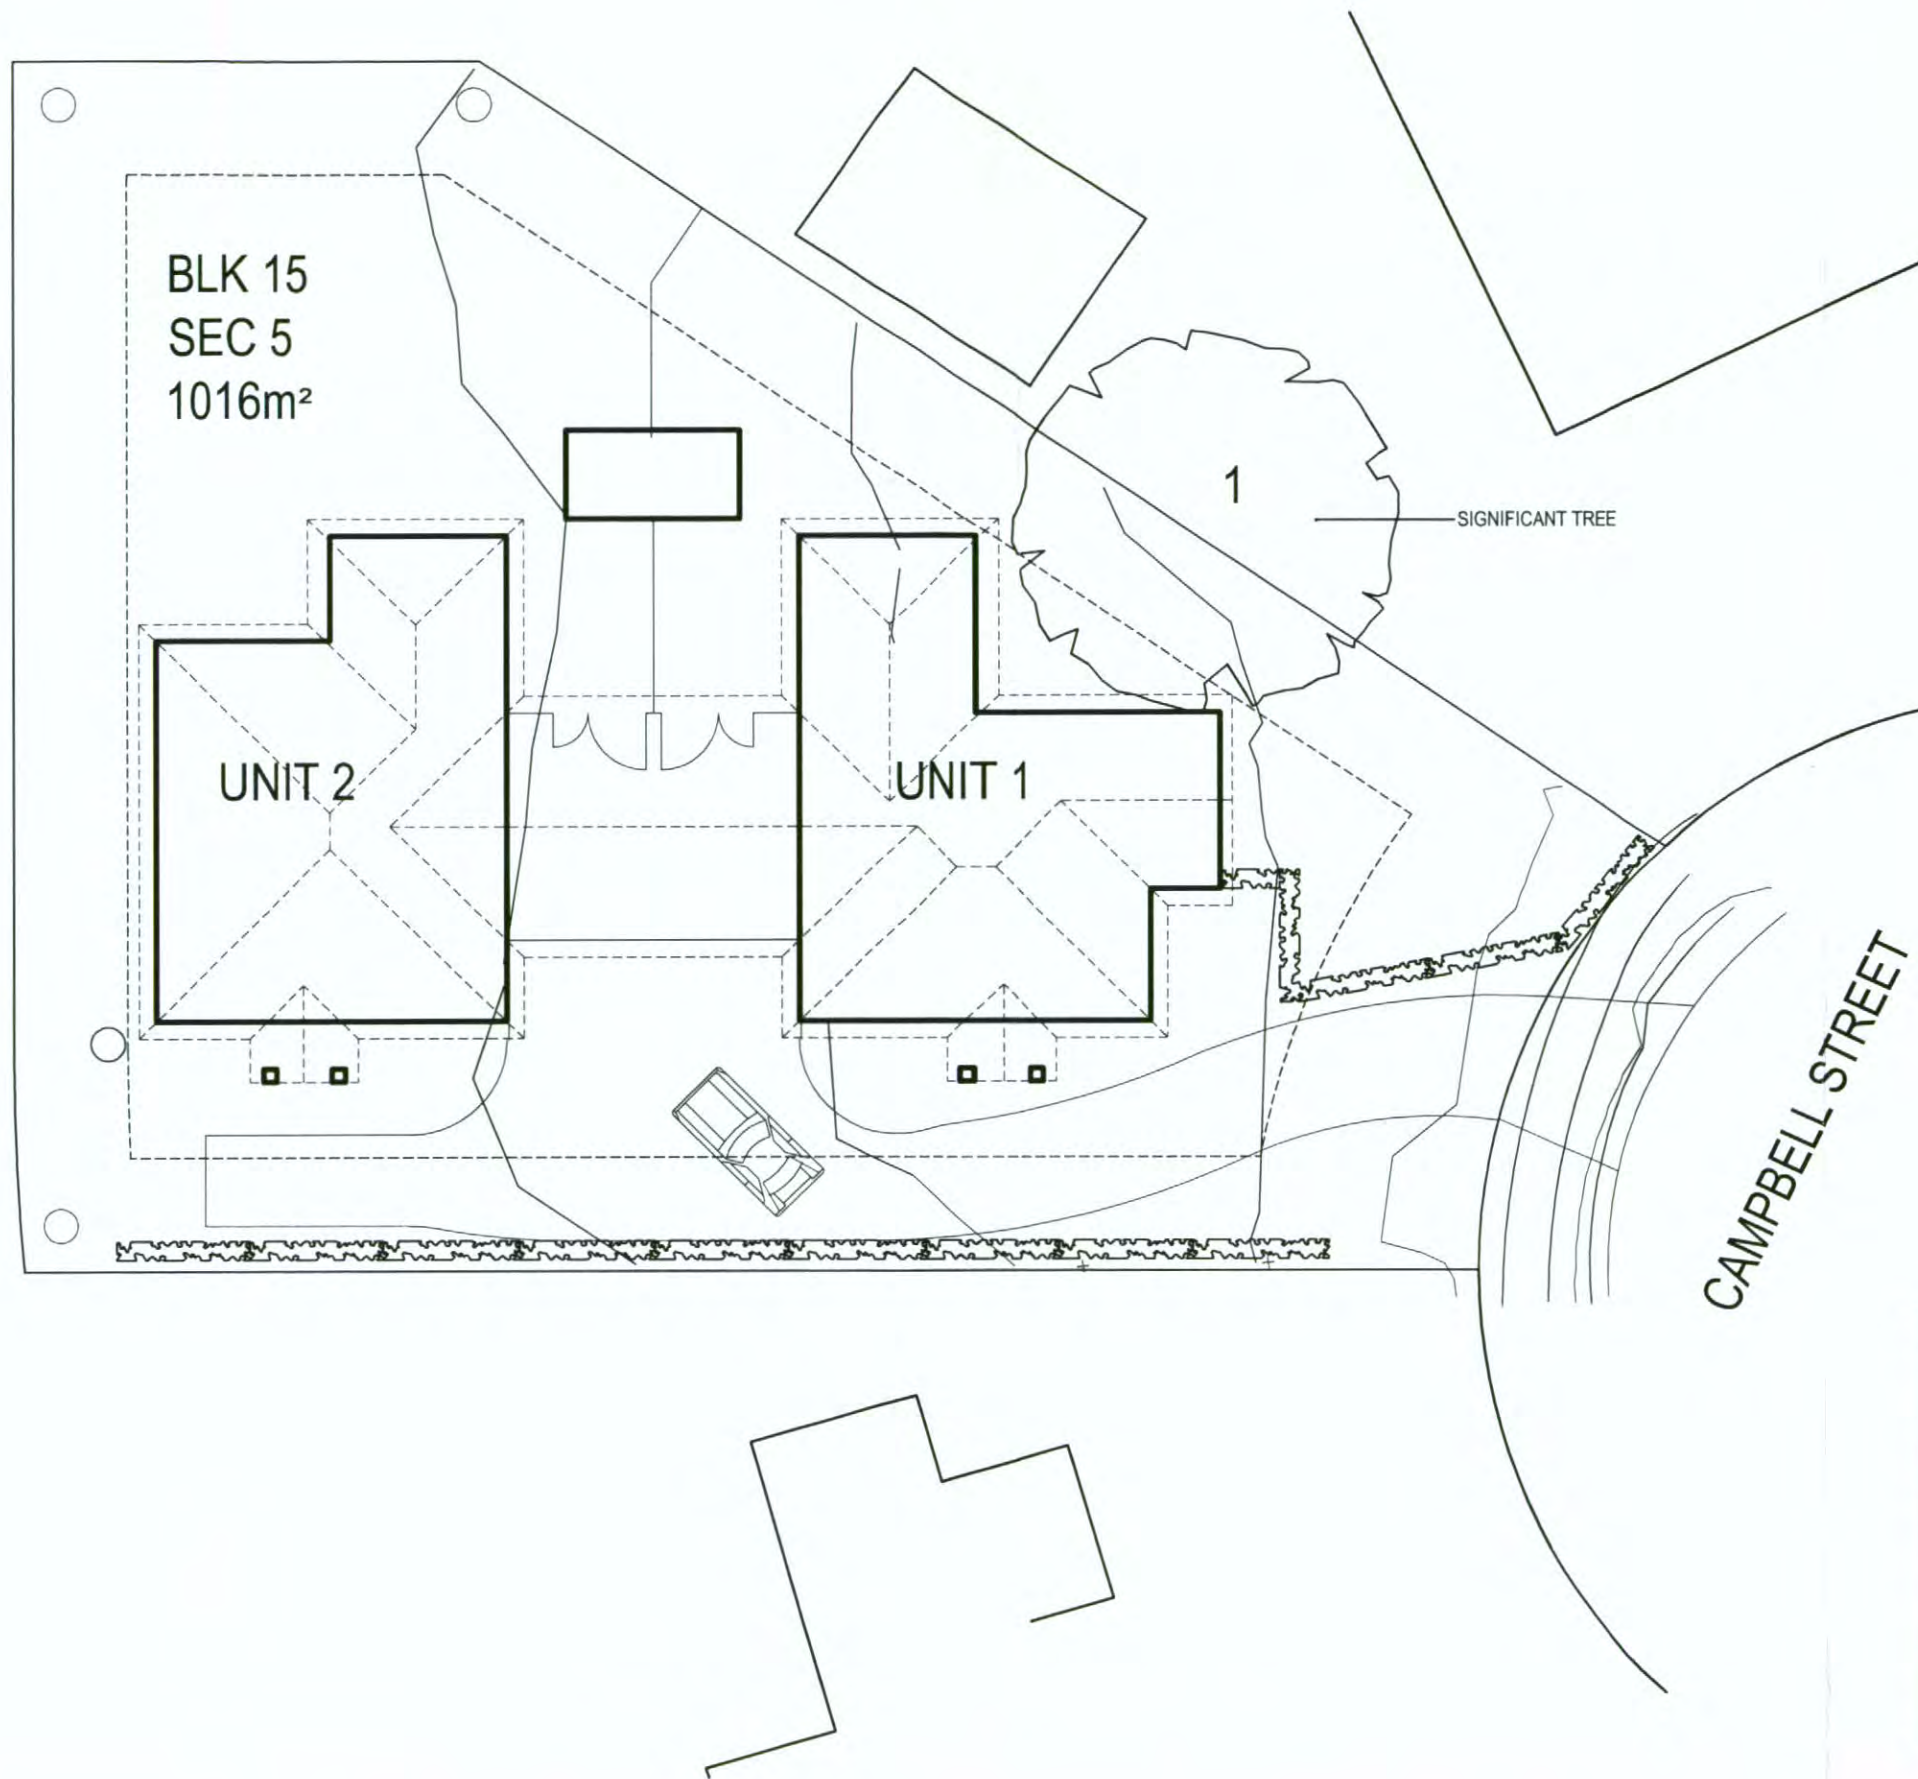 BLK 15
SEC 5
1016m²
1
SIGNIFICANT TREE
UNIT 2
UNIT 1
CAMPBELL STREET